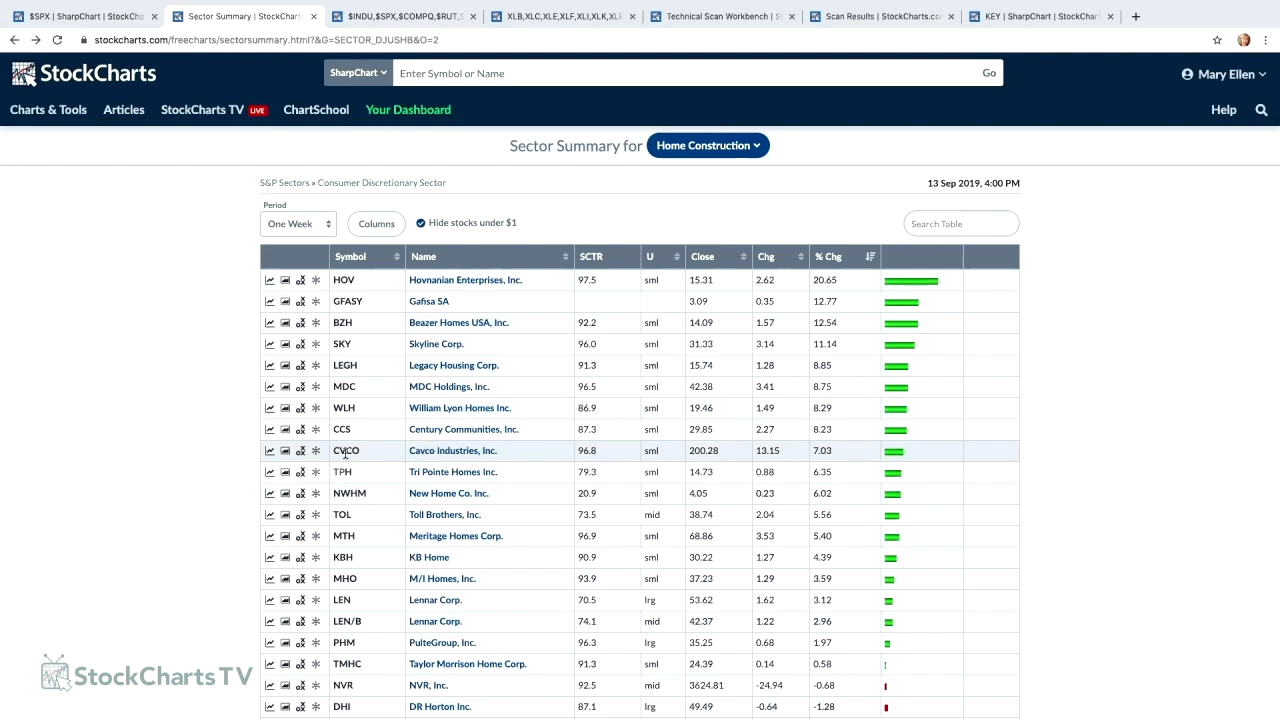 $SPX | SharpChart | StockCha
Sector Summary | StockCharts
$INDU,$SPX,$COMPQ,$RUT,$
XLB,XLC,XLE,XLF,XLI,XLK,XLP
Technical Scan Workbench | St
Scan Results | StockCharts.co
KEY | SharpChart | StockChart
stockcharts.com/freecharts/sectorsummary.html?&G=SECTOR_DJUSHB&O=2
StockCharts
SharpChart
Enter Symbol or Name
Go
Mary Ellen
Charts & Tools
Articles
StockCharts TV LIVE
ChartSchool
Your Dashboard
Help
Sector Summary for Home Construction
S&P Sectors » Consumer Discretionary Sector
13 Sep 2019, 4:00 PM
Period
One Week
Columns
Hide stocks under $1
Search Table
Symbol Name SCTR U Close Chg % Chg
HOV Hovnanian Enterprises, Inc. 97.5 sml 15.31 2.62 20.65
GFASY Gafisa SA 3.09 0.35 12.77
BZH Beazer Homes USA, Inc. 92.2 sml 14.09 1.57 12.54
SKY Skyline Corp. 96.0 sml 31.33 3.14 11.14
LEGH Legacy Housing Corp. 91.3 sml 15.74 1.28 8.85
MDC MDC Holdings, Inc. 96.5 sml 42.38 3.41 8.75
WLH William Lyon Homes Inc. 86.9 sml 19.46 1.49 8.29
CCS Century Communities, Inc. 87.3 sml 29.85 2.27 8.23
CVCO Cavco Industries, Inc. 96.8 sml 200.28 13.15 7.03
TPH Tri Pointe Homes Inc. 79.3 sml 14.73 0.88 6.35
NWHM New Home Co. Inc. 20.9 sml 4.05 0.23 6.02
TOL Toll Brothers, Inc. 73.5 mid 38.74 2.04 5.56
MTH Meritage Homes Corp. 96.9 sml 68.86 3.53 5.40
KBH KB Home 90.9 sml 30.22 1.27 4.39
MHO M/I Homes, Inc. 93.9 sml 37.23 1.29 3.59
LEN Lennar Corp. 70.5 lrg 53.62 1.62 3.12
LEN/B Lennar Corp. 74.1 mid 42.37 1.22 2.96
PHM PulteGroup, Inc. 96.3 lrg 35.25 0.68 1.97
TMHC Taylor Morrison Home Corp. 91.3 sml 24.39 0.14 0.58
NVR NVR, Inc. 92.5 mid 3624.81 -24.94 -0.68
DHI DR Horton Inc. 87.1 lrg 49.49 -0.64 -1.28
StockCharts TV